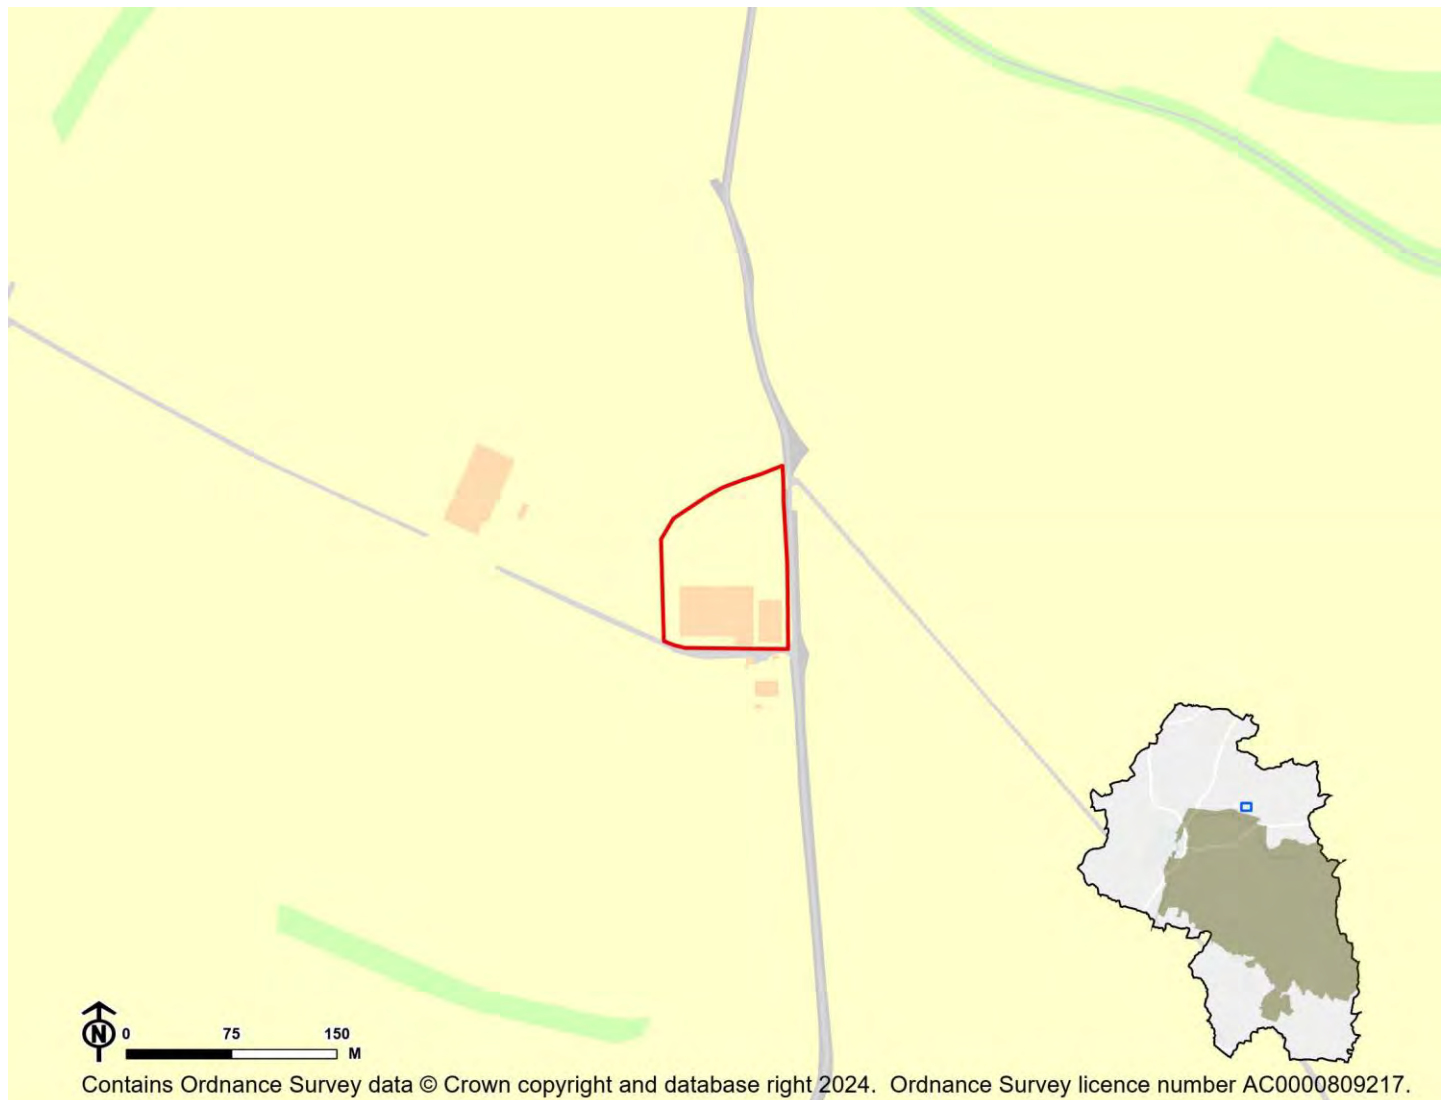 N 0 75 150
M
Contains Ordnance Survey data © Crown copyright and database right 2024. Ordnance Survey licence number AC0000809217.